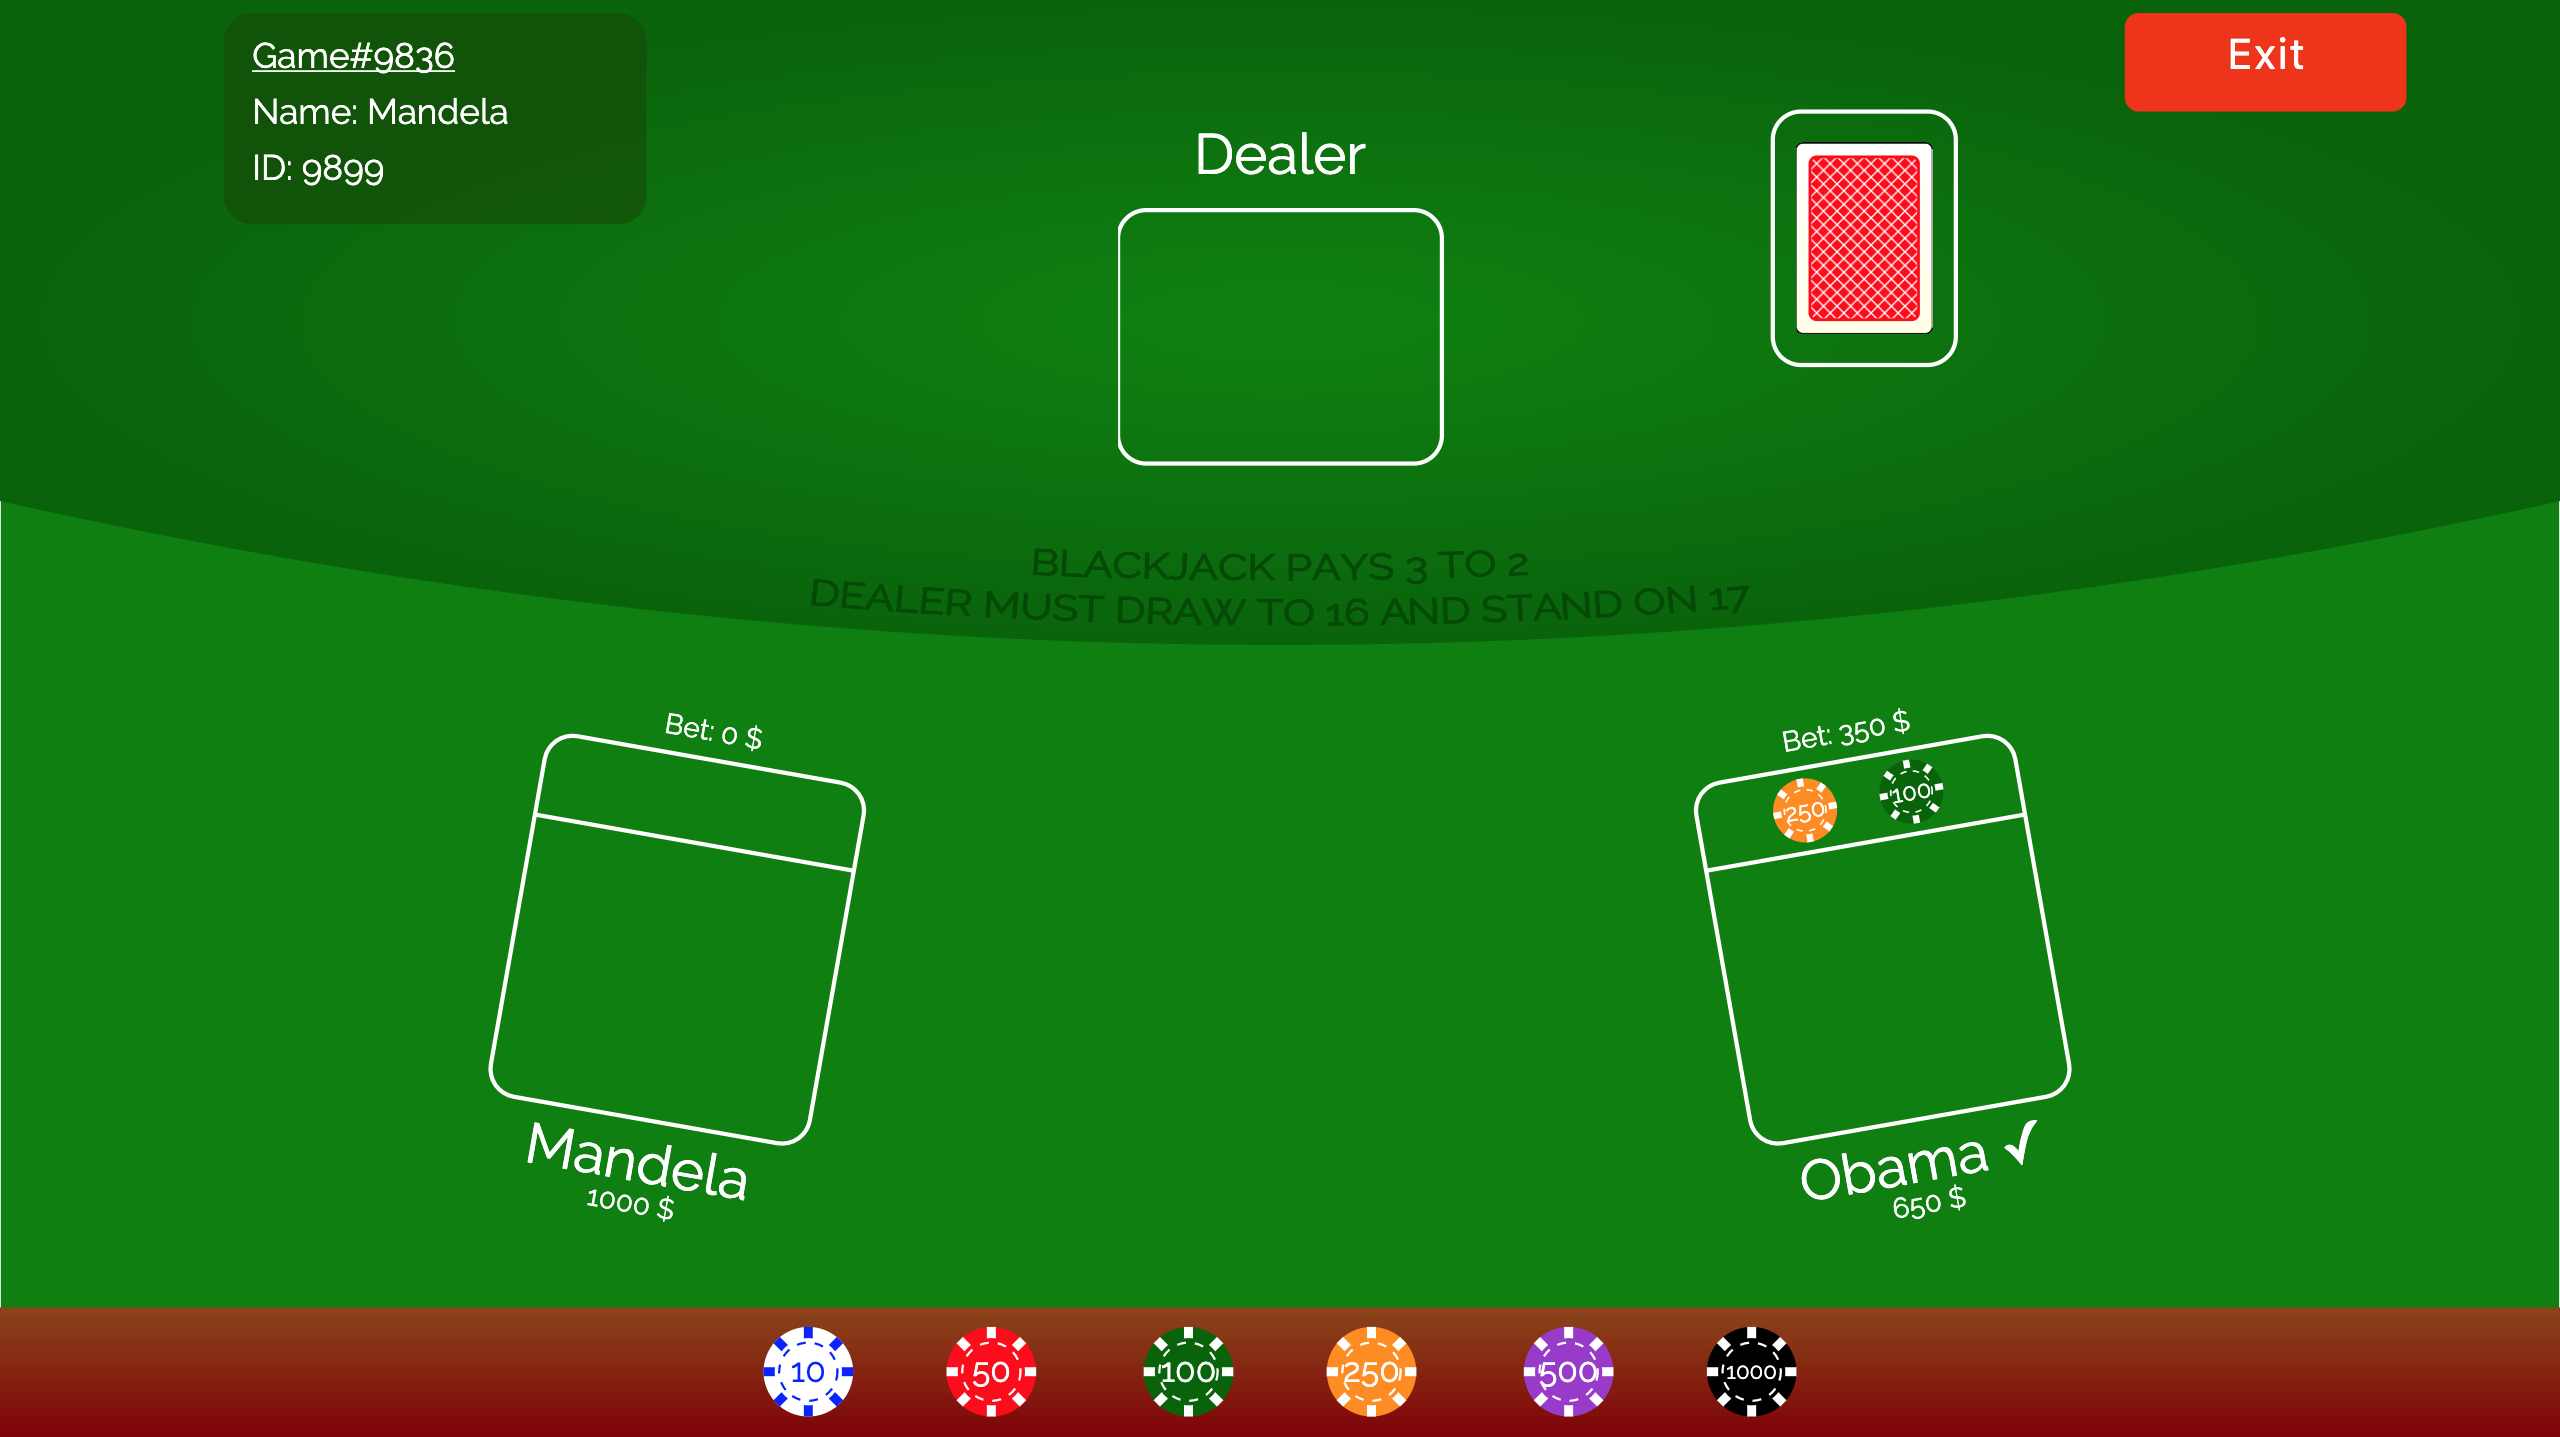 Game#9836
Name: Mandela
ID: 9899
Exit
Dealer
BLACKJACK PAYS 3 TO 2
DEALER MUST DRAW TO 16 AND STAND ON 17
Bet: 0 $
Mandela
1000 $
Bet: 350 $
250
100
Obama ✓
650 $
10
50
100
250
500
1000